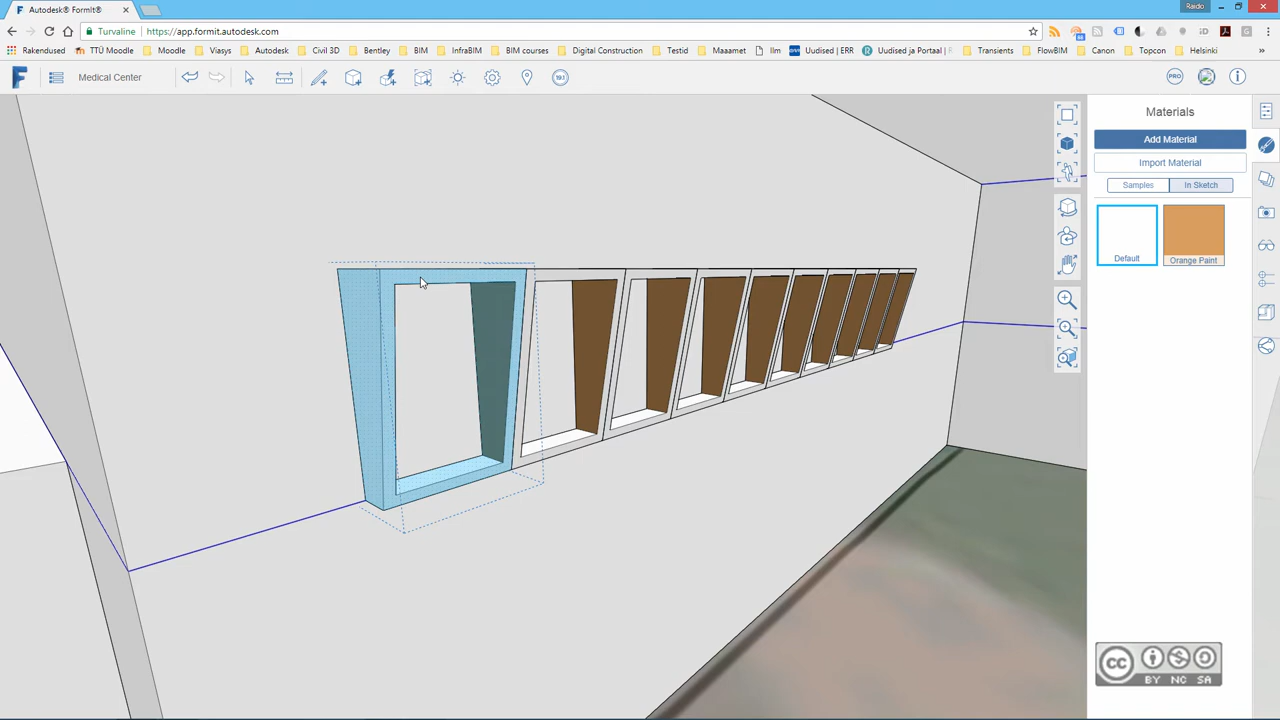 Autodesk® FormIt®
Raido
Turvaline
https://app.formit.autodesk.com
Rakendused
TTÜ Moodle
Moodle
Viasys
Autodesk
Civil 3D
Bentley
BIM
InfraBIM
BIM courses
Digital Construction
Testid
Maaamet
Ilm
Uudised | ERR
Uudised ja Portaal |
Transients
FlowBIM
Canon
Topcon
Helsinki
Medical Center
PRO
Materials
Add Material
Import Material
Samples
In Sketch
Default
Orange Paint
CC
BY NC SA